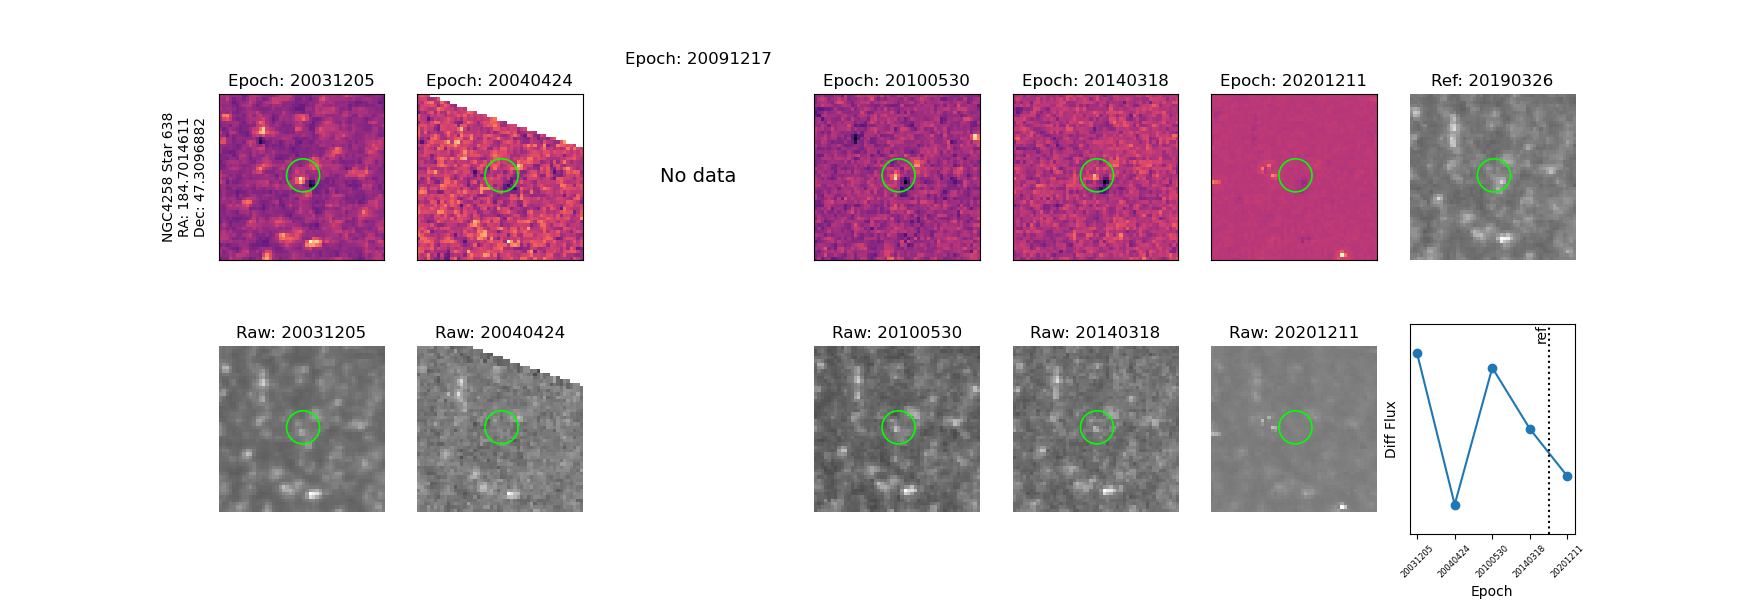 Epoch: 20091217
Epoch: 20031205
Epoch: 20040424
Epoch: 20100530
Epoch: 20140318
Epoch: 20201211
Ref: 20190326
NGC4258 Star 638
RA: 184.7014611
Dec: 47.3096882
No data
Raw: 20031205
Raw: 20040424
Raw: 20100530
Raw: 20140318
Raw: 20201211
ref
Diff Flux
20031205
20040424
20100530
20140318
20201211
Epoch